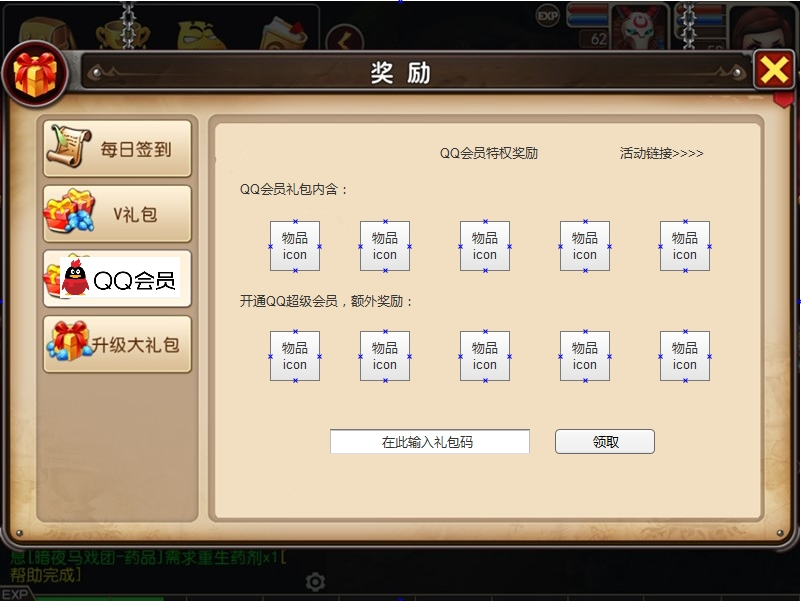 EXP
62
奖励
每日签到
V礼包
QQ会员
升级大礼包
QQ会员特权奖励
活动链接>>>>
QQ会员礼包内含：
物品
icon
物品
icon
物品
icon
物品
icon
物品
icon
开通QQ超级会员，额外奖励：
物品
icon
物品
icon
物品
icon
物品
icon
物品
icon
在此输入礼包码
领取
息[暗夜马戏团-药品]需求重生药剂×1[
帮助完成]
EXP